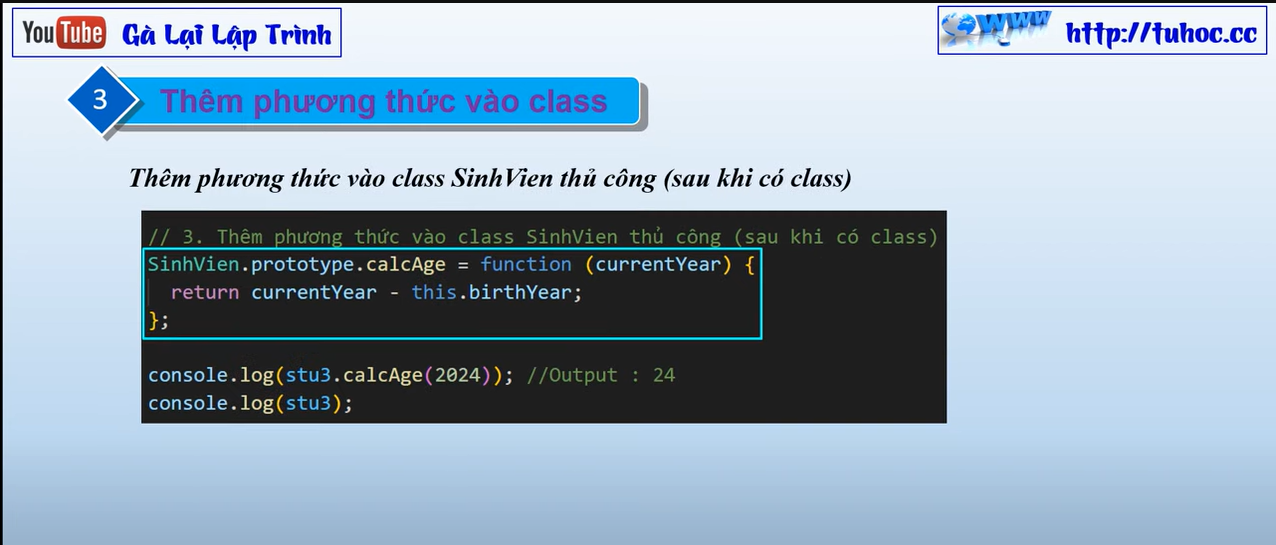 YouTube Gà Lại Lập Trình
WWW http://tuhoc.cc
3 Thêm phương thức vào class
Thêm phương thức vào class SinhVien thủ công (sau khi có class)
// 3. Thêm phương thức vào class SinhVien thủ công (sau khi có class)
SinhVien.prototype.calcAge = function (currentYear) {
return currentYear - this.birthYear;
};
console.log(stu3.calcAge(2024)); //Output : 24
console.log(stu3);